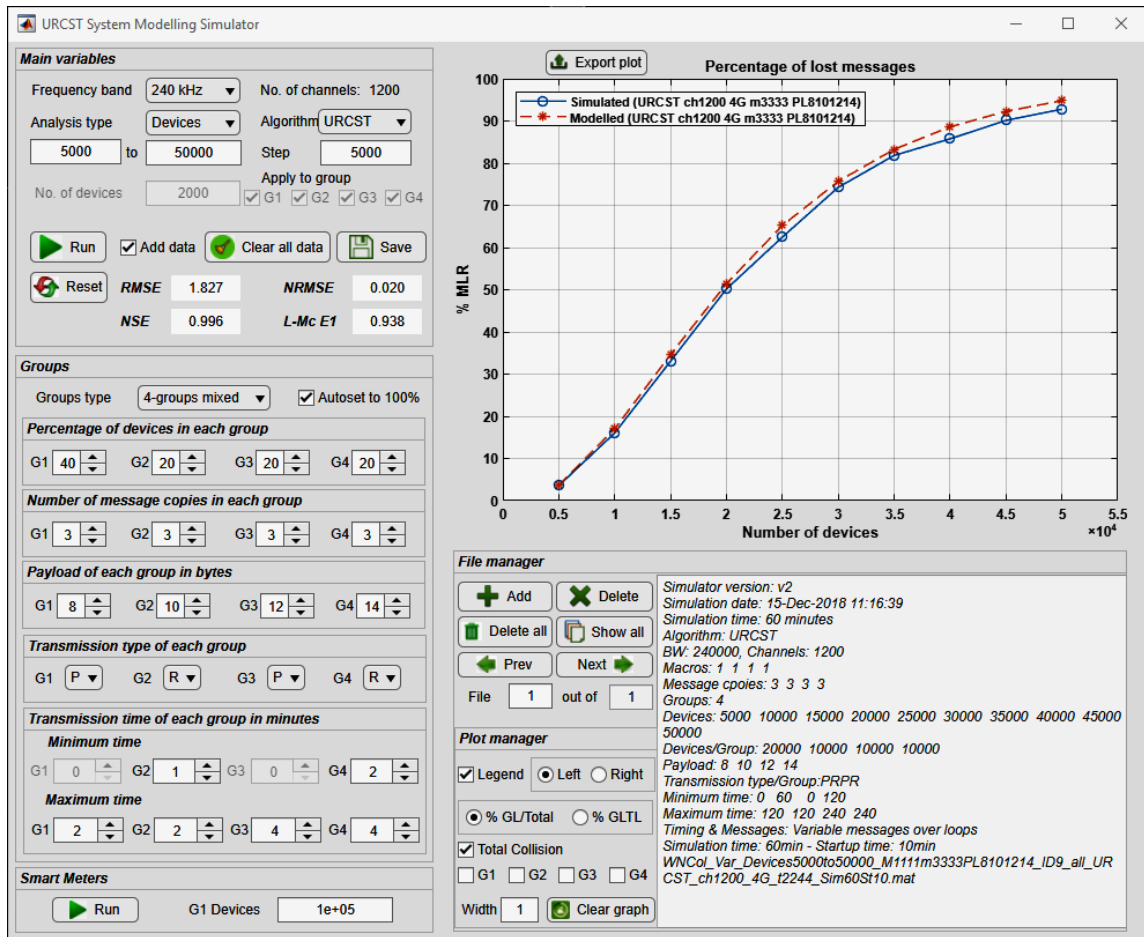 URCST System Modelling Simulator
Main variables
Frequency band 240 kHz No. of channels: 1200
Analysis type Devices Algorithm URCST
5000 to 50000 Step 5000
No. of devices 2000 Apply to group
G1 G2 G3 G4
Run Add data Clear all data Save
Reset RMSE 1.827 NRMSE 0.020
NSE 0.996 L-Mc E1 0.938
Groups
Groups type 4-groups mixed Autoset to 100%
Percentage of devices in each group
G1 40 G2 20 G3 20 G4 20
Number of message copies in each group
G1 3 G2 3 G3 3 G4 3
Payload of each group in bytes
G1 8 G2 10 G3 12 G4 14
Transmission type of each group
G1 P G2 R G3 P G4 R
Transmission time of each group in minutes
Minimum time
G1 0 G2 1 G3 0 G4 2
Maximum time
G1 2 G2 2 G3 4 G4 4
Smart Meters
Run G1 Devices 1e+05
Export plot
Percentage of lost messages
Simulated (URCST ch1200 4G m3333 PL8101214)
Modelled (URCST ch1200 4G m3333 PL8101214)
% MLR
100
90
80
70
60
50
40
30
20
10
0
0 0.5 1 1.5 2 2.5 3 3.5 4 4.5 5 5.5
Number of devices ×10⁴
File manager
Add Delete
Delete all Show all
Prev Next
File 1 out of 1
Plot manager
Legend Left Right
% GL/Total % GLTL
Total Collision
G1 G2 G3 G4
Width 1 Clear graph
Simulator version: v2
Simulation date: 15-Dec-2018 11:16:39
Simulation time: 60 minutes
Algorithm: URCST
BW: 240000, Channels: 1200
Macros: 1 1 1 1
Message cpoies: 3 3 3 3
Groups: 4
Devices: 5000 10000 15000 20000 25000 30000 35000 40000 45000
50000
Devices/Group: 20000 10000 10000 10000
Payload: 8 10 12 14
Transmission type/Group:PRPR
Minimum time: 0 60 0 120
Maximum time: 120 120 240 240
Timing & Messages: Variable messages over loops
Simulation time: 60min - Startup time: 10min
WNCol_Var_Devices5000to50000_M1111m3333PL8101214_ID9_all_UR
CST_ch1200_4G_t2244_Sim60St10.mat